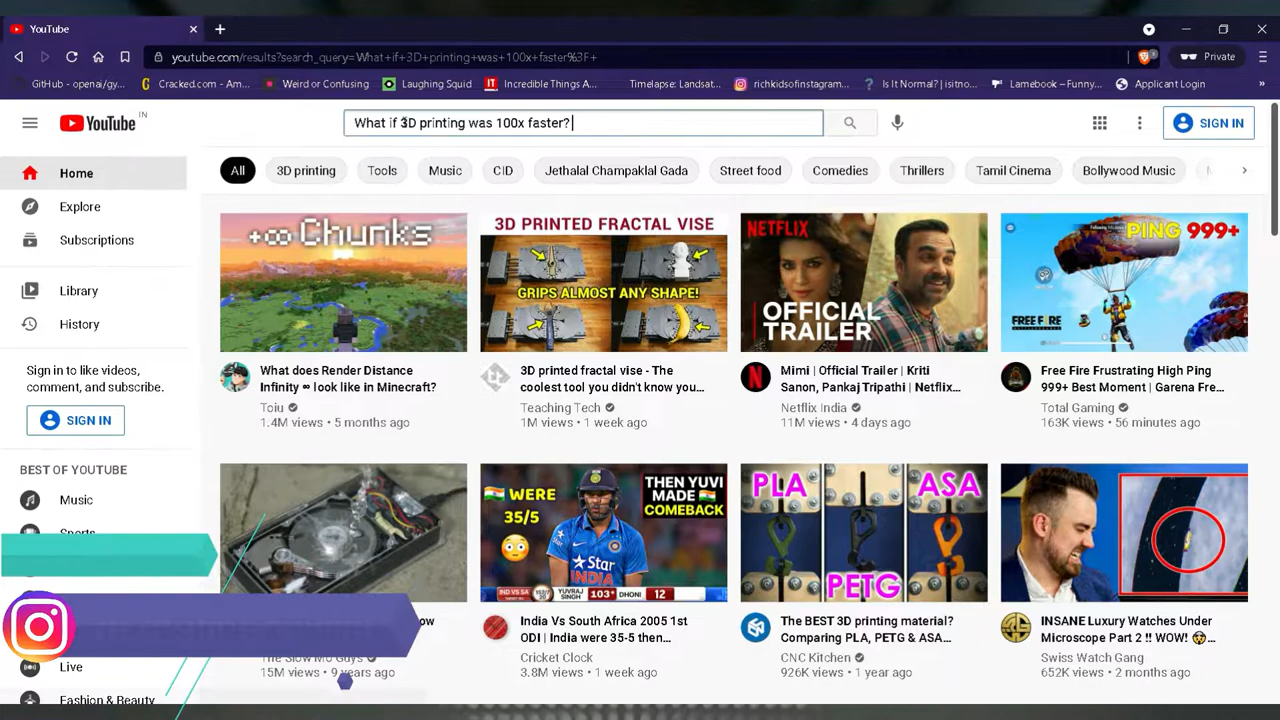 YouTube
youtube.com/results?search_query=What+if+3D+printing+was+100x+faster%3F+
Private
GitHub - openai/gy...
Cracked.com - Am...
Weird or Confusing
Laughing Squid
Incredible Things A...
Timelapse: Landsat...
richkidsofinstagram...
Is It Normal? | isitno...
Lamebook – Funny...
Applicant Login
YouTube IN
What if 3D printing was 100x faster?
SIGN IN
Home
All
3D printing
Tools
Music
CID
Jethalal Champaklal Gada
Street food
Comedies
Thrillers
Tamil Cinema
Bollywood Music
Explore
Subscriptions
Library
History
Sign in to like videos,
comment, and subscribe.
SIGN IN
BEST OF YOUTUBE
Music
Sports
Live
Fashion & Beauty
+∞ Chunks
What does Render Distance
Infinity ∞ look like in Minecraft?
Toiu
1.4M views • 5 months ago
3D PRINTED FRACTAL VISE
GRIPS ALMOST ANY SHAPE!
3D printed fractal vise - The
coolest tool you didn't know you...
Teaching Tech
1M views • 1 week ago
NETFLIX
OFFICIAL
TRAILER
Mimi | Official Trailer | Kriti
Sanon, Pankaj Tripathi | Netflix...
Netflix India
11M views • 4 days ago
PING 999+
FREE FIRE
Free Fire Frustrating High Ping
999+ Best Moment | Garena Fre...
Total Gaming
163K views • 56 minutes ago
The Slow Mo Guys
15M views • 9 years ago
WERE
35/5
THEN YUVI
MADE
COMEBACK
Star
INDIA
IND VS SA
YUVRAJ
SINGH
103*
DHONI
12
India Vs South Africa 2005 1st
ODI | India were 35-5 then...
Cricket Clock
3.8M views • 1 week ago
PLA
ASA
PETG
The BEST 3D printing material?
Comparing PLA, PETG & ASA...
CNC Kitchen
926K views • 1 year ago
INSANE Luxury Watches Under
Microscope Part 2 !! WOW!
Swiss Watch Gang
652K views • 2 months ago